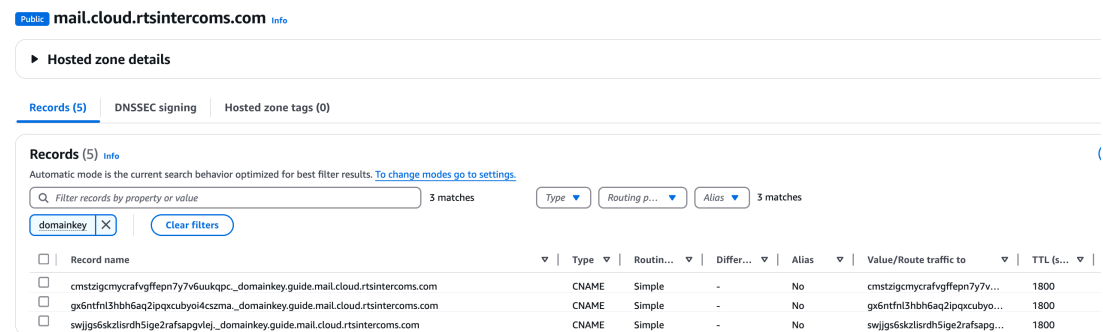 Public mail.cloud.rtsintercoms.com Info
Hosted zone details
Records (5) DNSSEC signing Hosted zone tags (0)
Records (5) Info
Automatic mode is the current search behavior optimized for best filter results. To change modes go to settings.
Filter records by property or value 3 matches Type Routing p... Alias 3 matches
domainkey Clear filters
Record name Type Routin... Differ... Alias Value/Route traffic to TTL (s...
cmstzigcmycrafvgffepn7y7v6uukqpc._domainkey.guide.mail.cloud.rtsintercoms.com CNAME Simple - No cmstzigcmycrafvgffepn7y7v... 1800
gx6ntfnl3hbh6aq2ipqxcubyoi4cszma._domainkey.guide.mail.cloud.rtsintercoms.com CNAME Simple - No gx6ntfnl3hbh6aq2ipqxcubyo... 1800
swjjgs6skzlisrdh5ige2rafsapgvlej._domainkey.guide.mail.cloud.rtsintercoms.com CNAME Simple - No swjjgs6skzlisrdh5ige2rafsapg... 1800